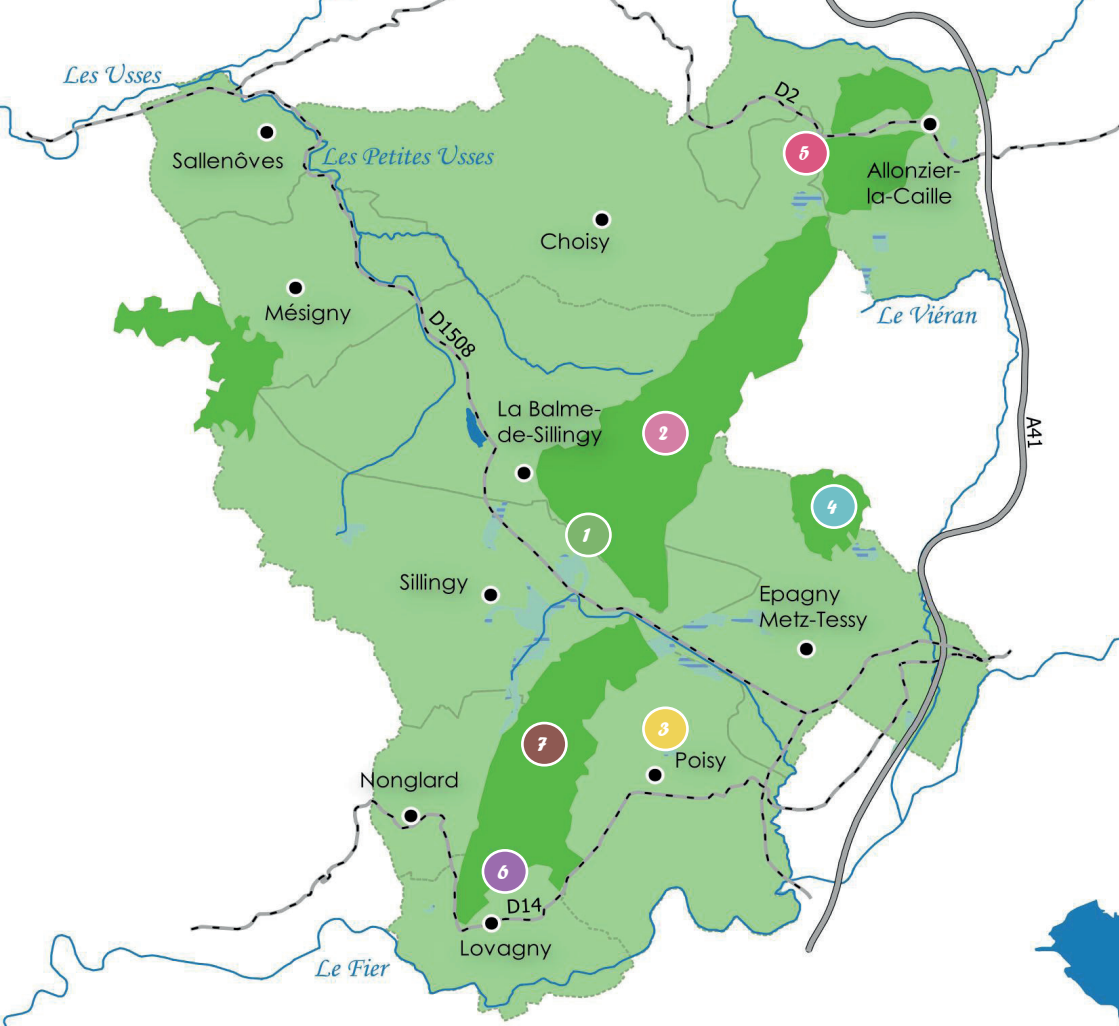 Les Usses
D2
Sallenôves
Les Petites Usses
5
Allonzier-
la-Caille
Choisy
Mésigny
Le Viéran
D1508
La Balme-
de-Sillingy
2
A41
4
1
Sillingy
Epagny
Metz-Tessy
7
3
Poisy
Nonglard
6
D14
Lovagny
Le Fier